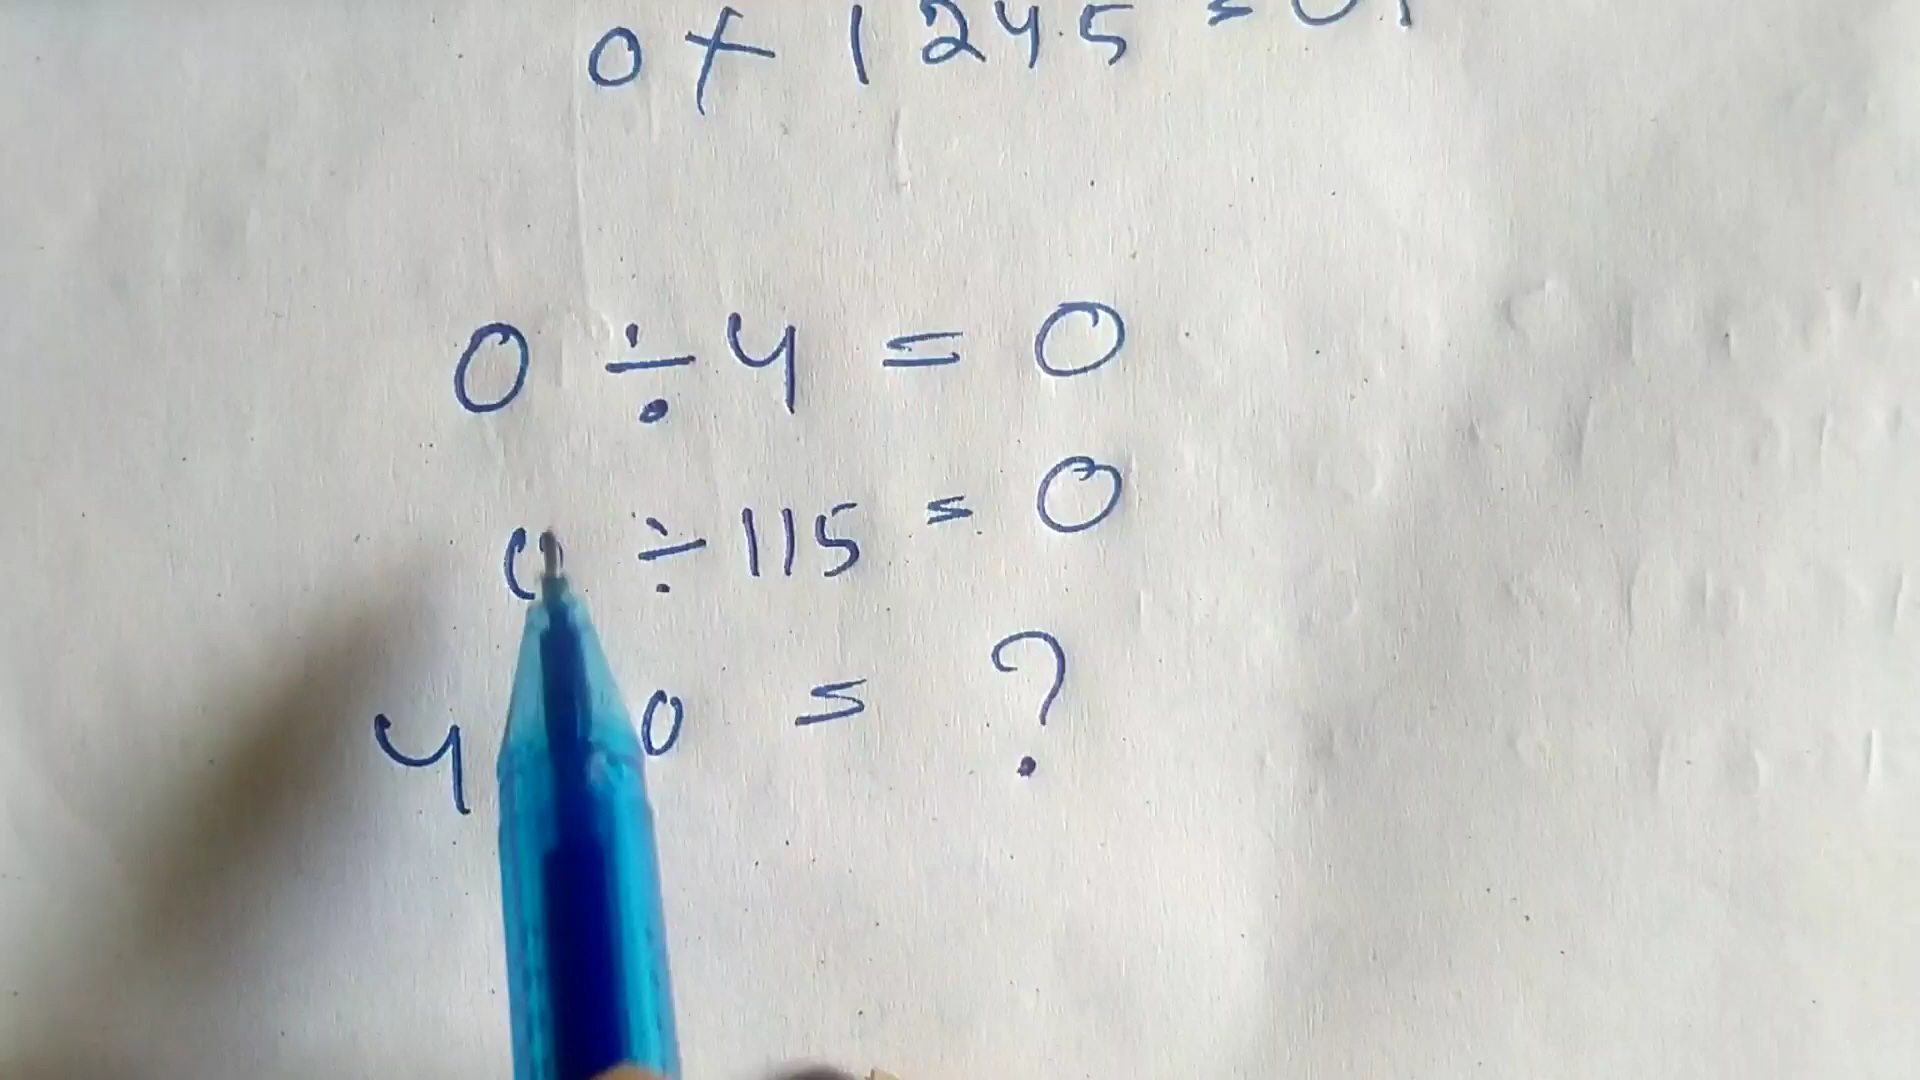 0 × 1245 =
0 ÷ 4 = 0
0 ÷ 115 = 0
4 0 = ?